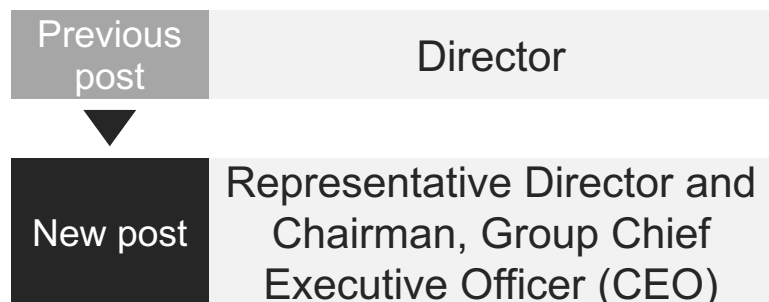 Previous
post
Director
New post
Representative Director and
Chairman, Group Chief
Executive Officer (CEO)